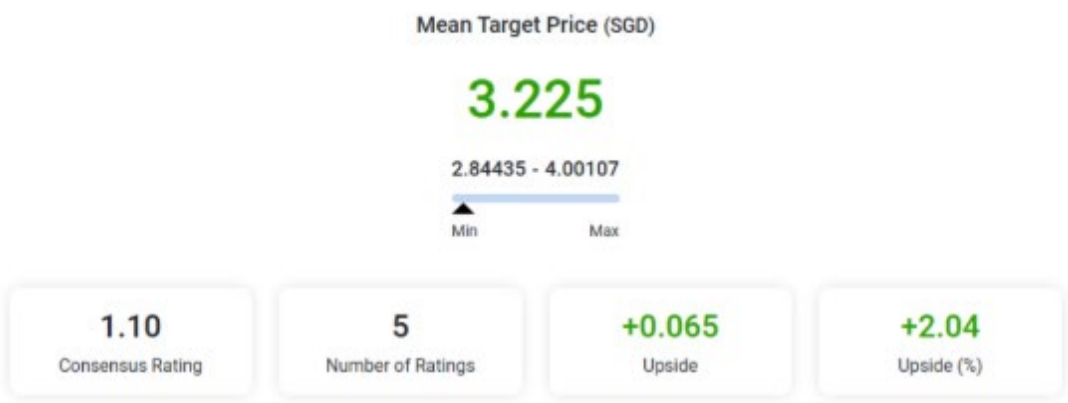 Mean Target Price (SGD)
3.225
2.84435 - 4.00107
Min Max
1.10 5 +0.065 +2.04
Consensus Rating Number of Ratings Upside Upside (%)